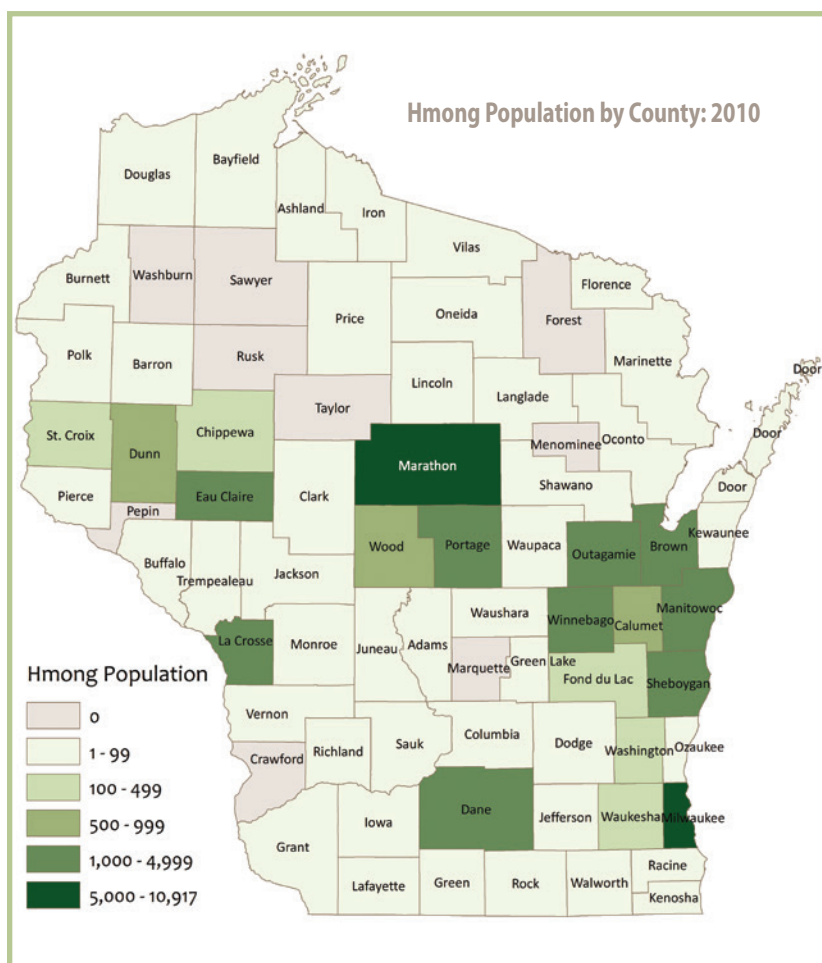 Hmong Population by County: 2010
Douglas
Bayfield
Ashland
Iron
Vilas
Burnett
Washburn
Sawyer
Price
Oneida
Forest
Florence
Polk
Barron
Rusk
Taylor
Lincoln
Langlade
Marinette
Door
St. Croix
Dunn
Chippewa
Marathon
Menominee
Oconto
Door
Pierce
Pepin
Eau Claire
Clark
Shawano
Door
Buffalo
Trempealeau
Jackson
Wood
Portage
Waupaca
Outagamie
Brown
Kewaunee
La Crosse
Monroe
Juneau
Adams
Waushara
Marquette
Green Lake
Winnebago
Calumet
Manitowoc
Fond du Lac
Sheboygan
Vernon
Crawford
Richland
Sauk
Columbia
Dodge
Washington
Ozaukee
Grant
Iowa
Dane
Jefferson
Waukesha
Milwaukee
Lafayette
Green
Rock
Walworth
Racine
Kenosha
Hmong Population
0
1 - 99
100 - 499
500 - 999
1,000 - 4,999
5,000 - 10,917